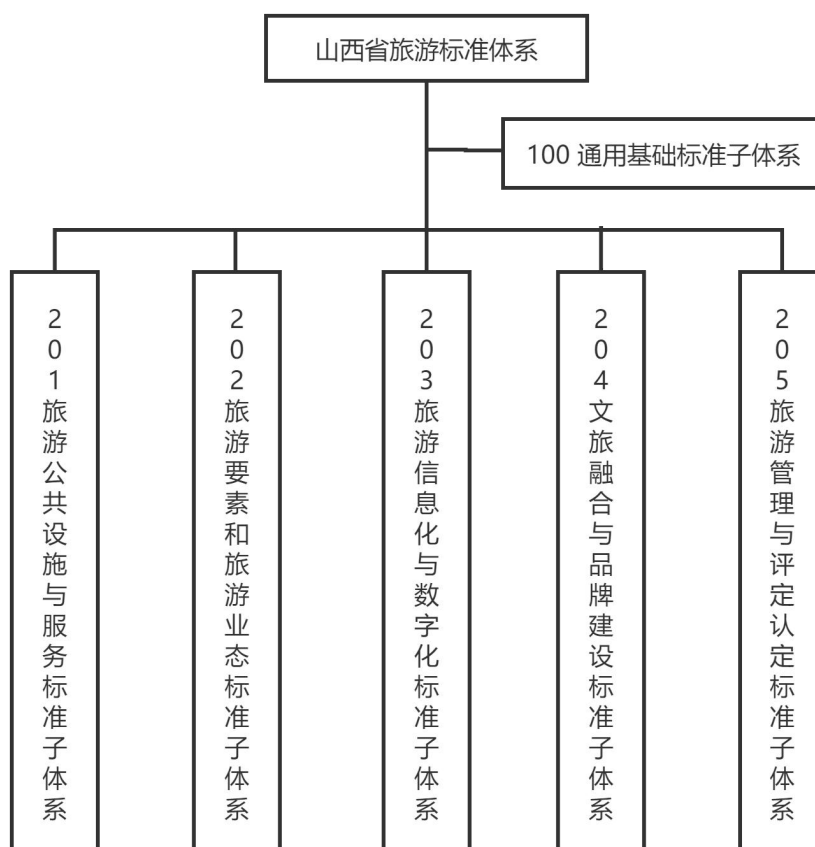 山西省旅游标准体系
100 通用基础标准子体系
201旅游公共设施与服务标准子体系
202旅游要素和旅游业态标准子体系
203旅游信息化与数字化标准子体系
204文旅融合与品牌建设标准子体系
205旅游管理与评定认定标准子体系